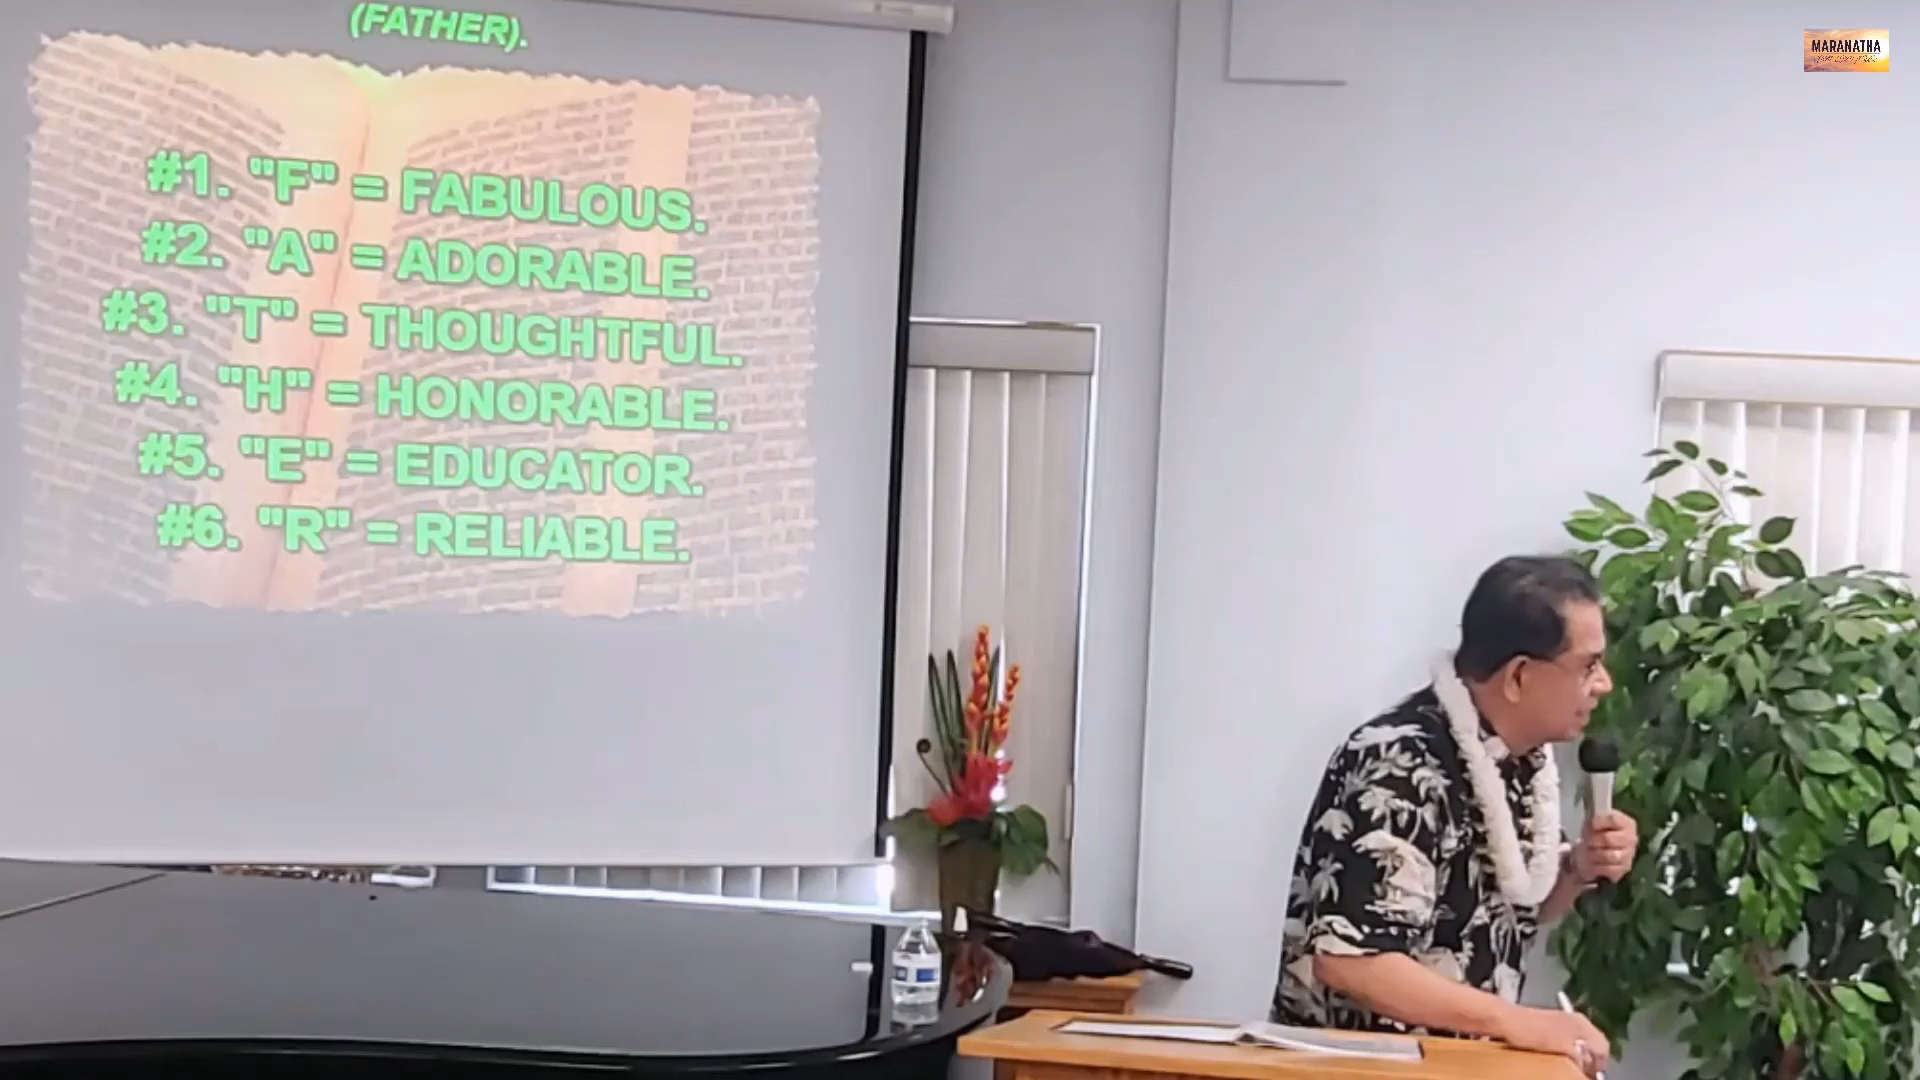 (FATHER).
#1. "F" = FABULOUS.
#2. "A" = ADORABLE.
#3. "T" = THOUGHTFUL.
#4. "H" = HONORABLE.
#5. "E" = EDUCATOR.
#6. "R" = RELIABLE.
MARANATHA